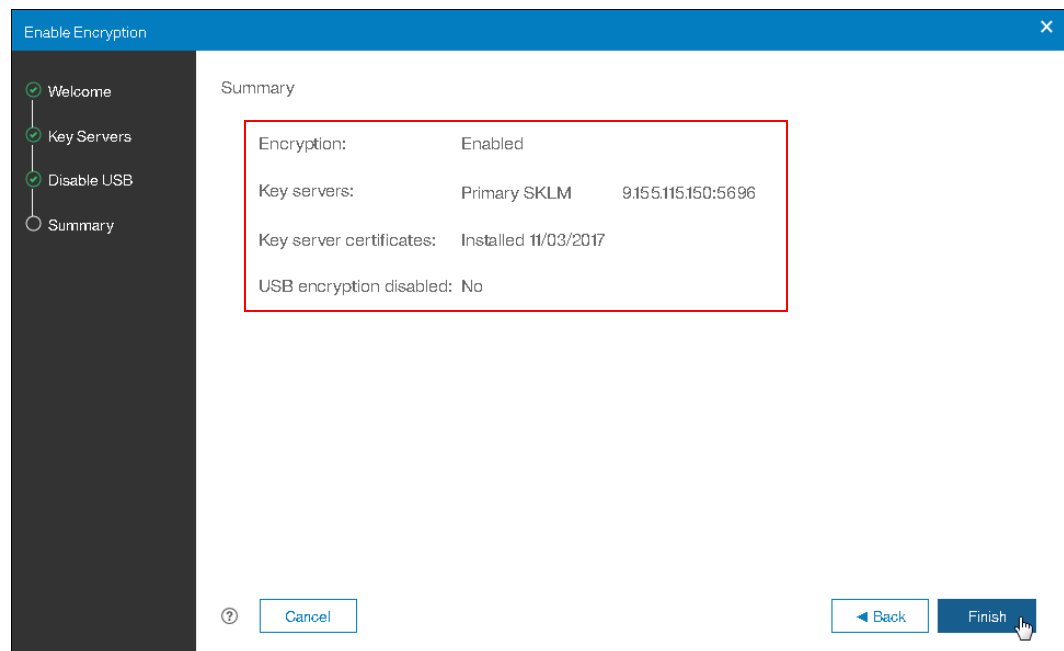 Enable Encryption
Welcome
Key Servers
Disable USB
Summary
Summary
Encryption: Enabled
Key servers: Primary SKLM 9.155.115.150:5696
Key server certificates: Installed 11/03/2017
USB encryption disabled: No
? Cancel
◄ Back Finish